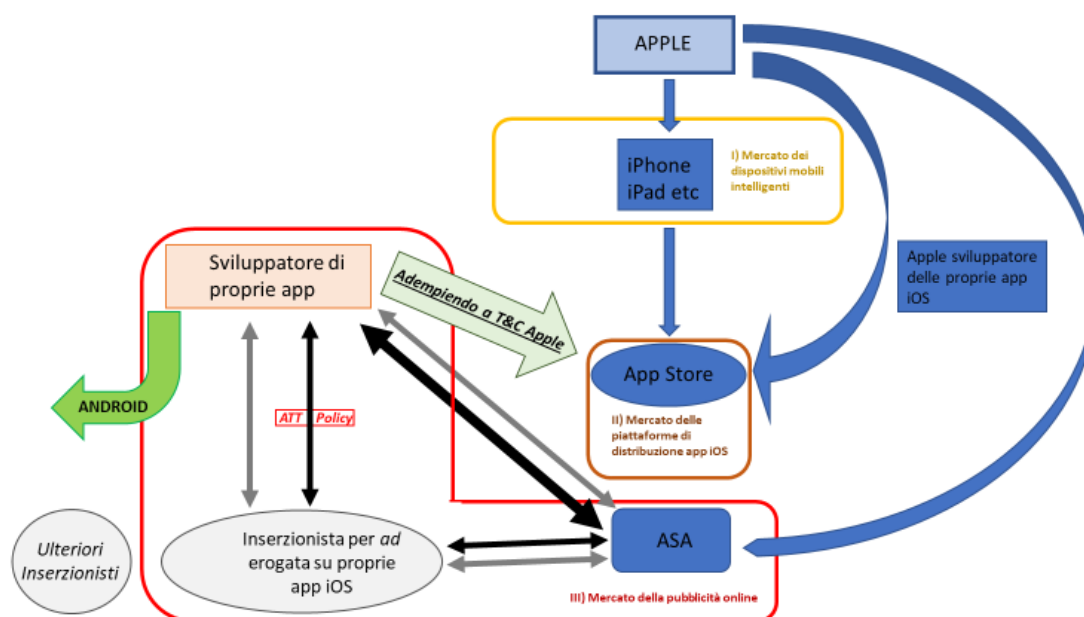 APPLE
iPhone
iPad etc
I) Mercato dei
dispositivi mobili
intelligenti
Apple sviluppatore
delle proprie app
iOS
Sviluppatore di
proprie app
Adempiendo a T&C Apple
App Store
II) Mercato delle
piattaforme di
distribuzione app iOS
ANDROID
ATT Policy
Ulteriori
Inserzionisti
Inserzionista per ad
erogata su proprie
app iOS
ASA
III) Mercato della pubblicità online